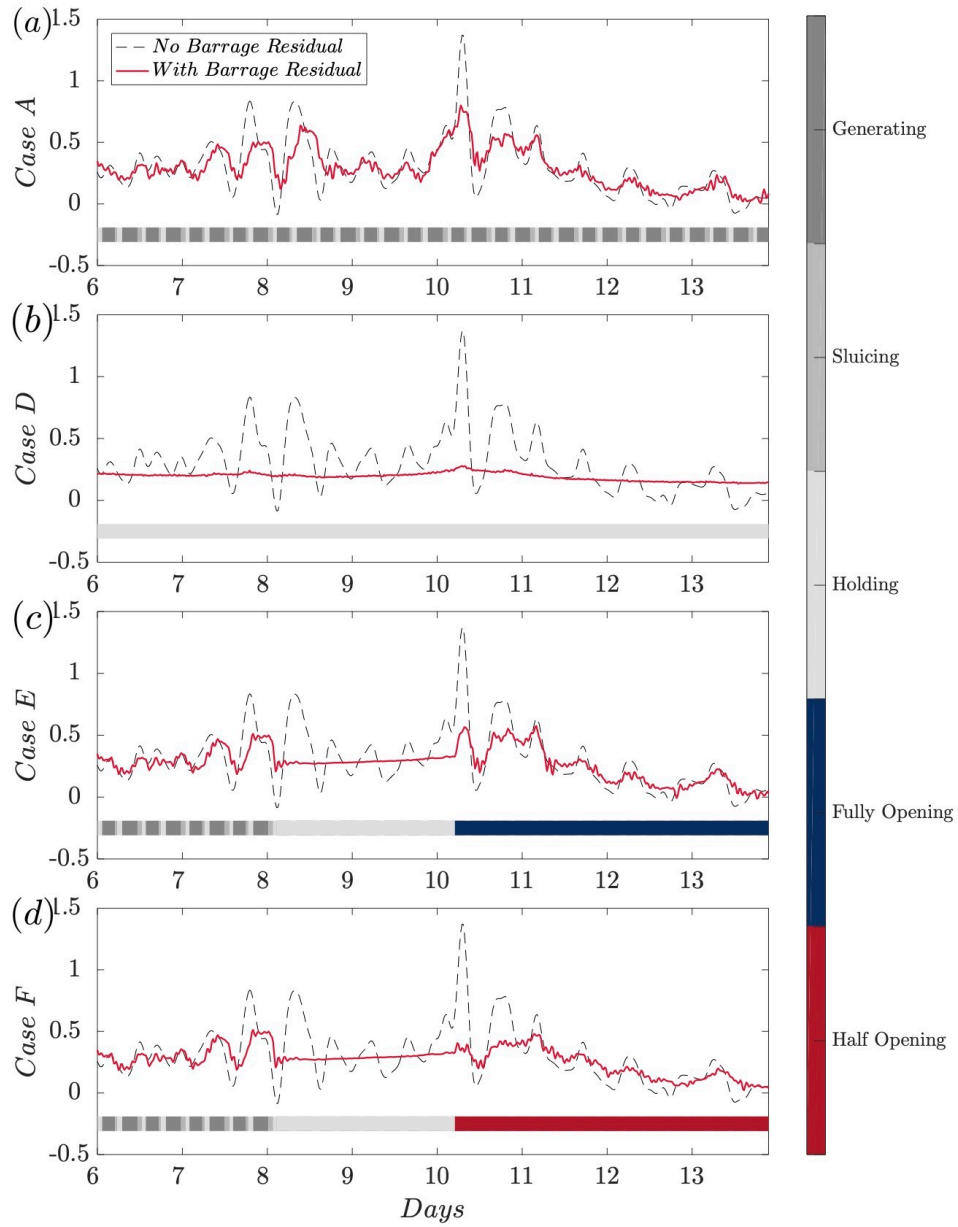 (a)
1.5
1
0.5
0
-0.5
Case A
No Barrage Residual
With Barrage Residual
6 7 8 9 10 11 12 13
(b)
1.5
1
0.5
0
-0.5
Case D
6 7 8 9 10 11 12 13
(c)
1.5
1
0.5
0
-0.5
Case E
6 7 8 9 10 11 12 13
(d)
1.5
1
0.5
0
-0.5
Case F
6 7 8 9 10 11 12 13
Days
Generating
Sluicing
Holding
Fully Opening
Half Opening